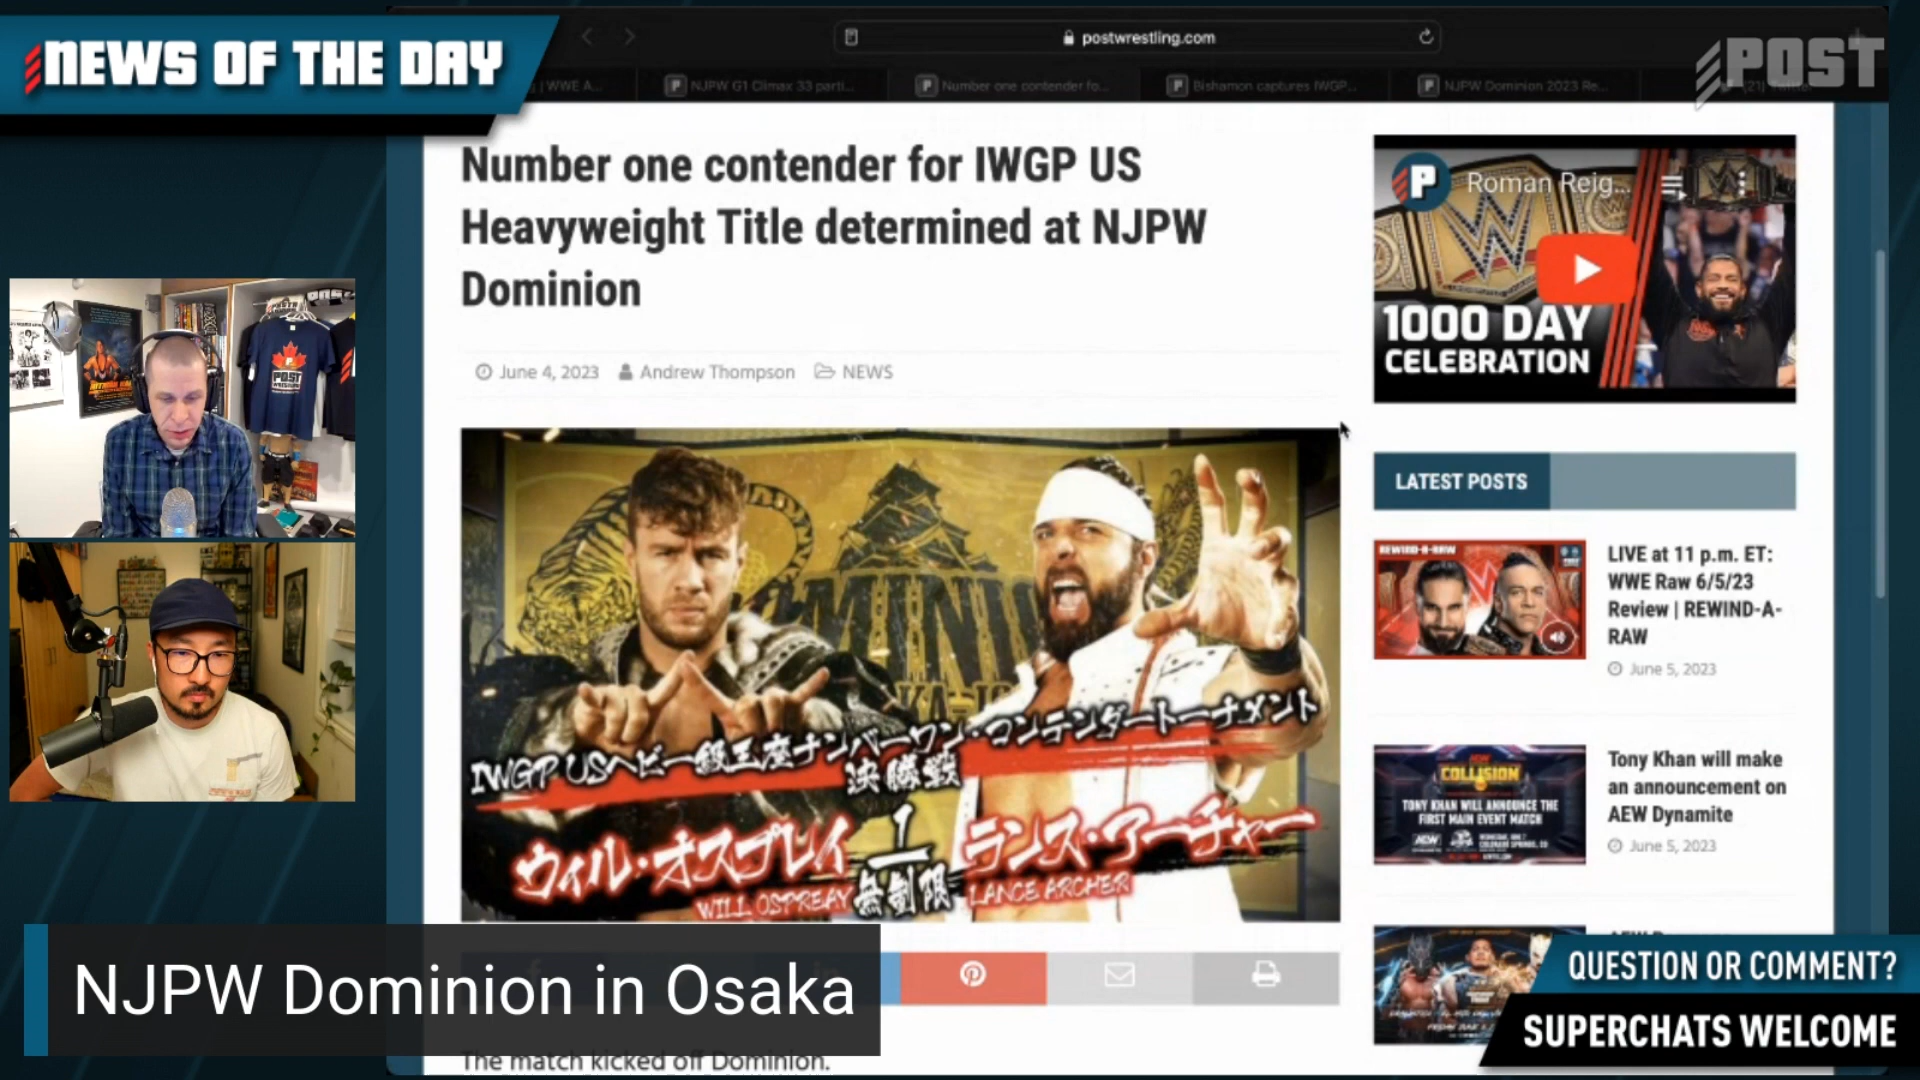 NEWS OF THE DAY
postwrestling.com
POST
| WWE A...
NJPW G1 Climax 33 parti...
Number one contender fo...
Bishamon captures IWGP...
NJPW Dominion 2023 Re...
Number one contender for IWGP US
Heavyweight Title determined at NJPW
Dominion
June 4, 2023
Andrew Thompson
NEWS
Roman Reig...
1000 DAY
CELEBRATION
LATEST POSTS
REWIND-A-RAW
LIVE at 11 p.m. ET:
WWE Raw 6/5/23
Review | REWIND-A-
RAW
June 5, 2023
COLLISION
TONY KHAN WILL ANNOUNCE THE
FIRST MAIN EVENT MATCH
Tony Khan will make
an announcement on
AEW Dynamite
June 5, 2023
IWGP USヘビー級王座ナンバーワン・コンテンダートーナメント
決勝戦
ウィル・オスプレイ
WILL OSPREAY
1
無制限
ランス・アーチャー
LANCE ARCHER
POST
NJPW Dominion in Osaka
The match kicked off Dominion.
QUESTION OR COMMENT?
SUPERCHATS WELCOME